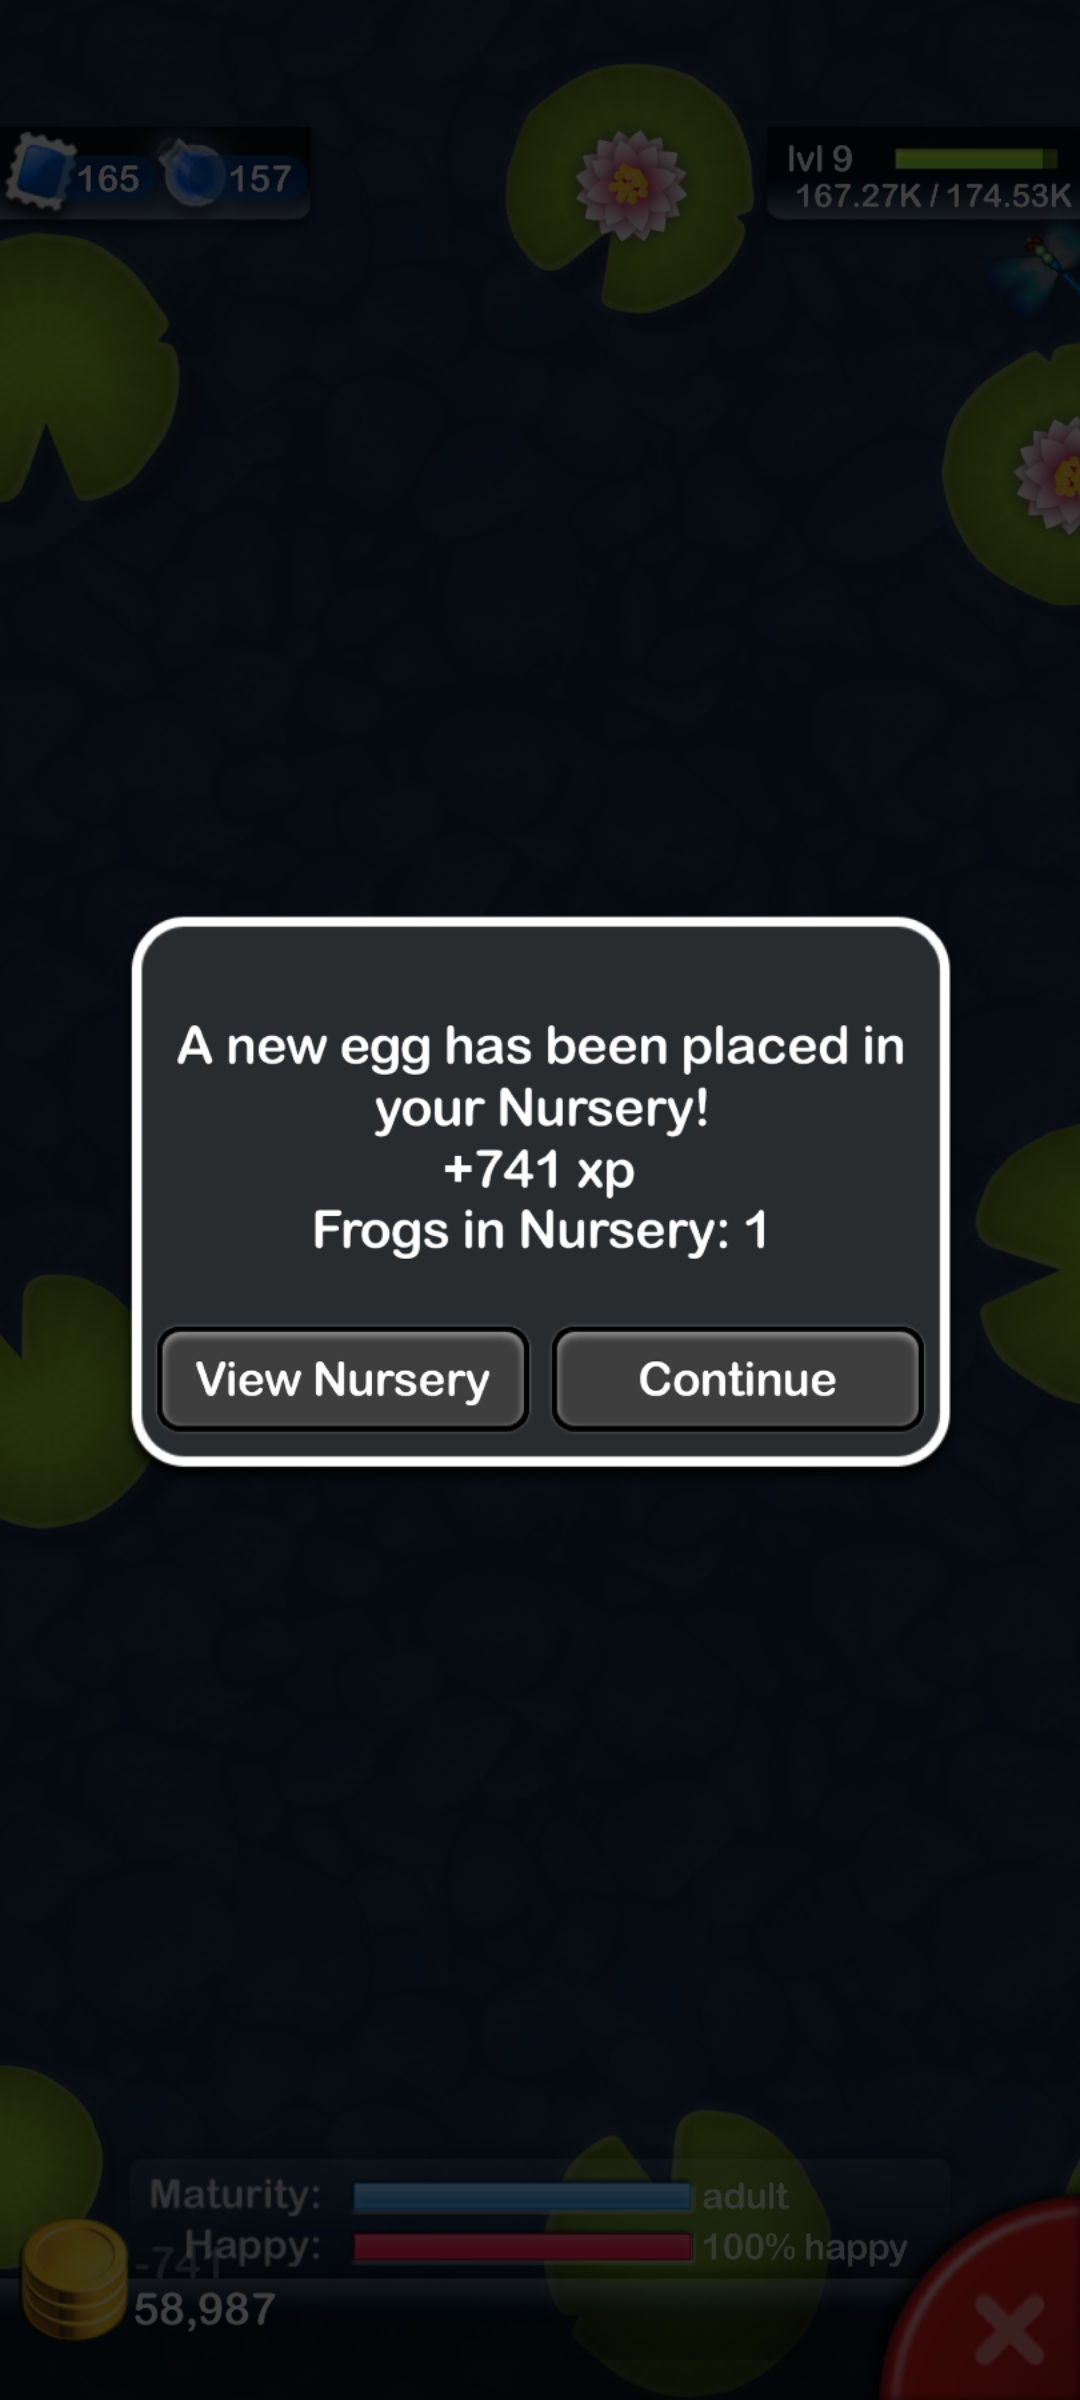 165
157
lvl 9
167.27K / 174.53K
A new egg has been placed in
your Nursery!
+741 xp
Frogs in Nursery: 1
View Nursery
Continue
Maturity:
adult
Happy:
100% happy
-741
58,987